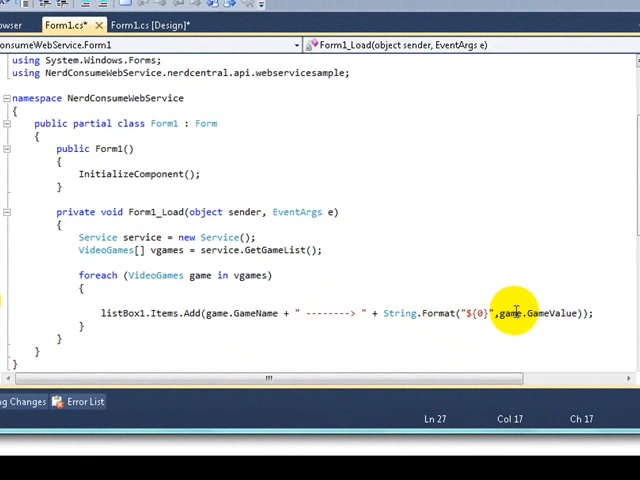 owser
Form1.cs*
Form1.cs [Design]*
onsumeWebService.Form1
Form1_Load(object sender, EventArgs e)
using System.Windows.Forms;
using NerdConsumeWebService.nerdcentral.api.webservicesample;
namespace NerdConsumeWebService
{
public partial class Form1 : Form
{
public Form1()
{
InitializeComponent();
}
private void Form1_Load(object sender, EventArgs e)
{
Service service = new Service();
VideoGames[] vgames = service.GetGameList();
foreach (VideoGames game in vgames)
{
listBox1.Items.Add(game.GameName + " --------> " + String.Format("${0}",game.GameValue));
}
}
}
}
ng Changes
Error List
Ln 27
Col 17
Ch 17